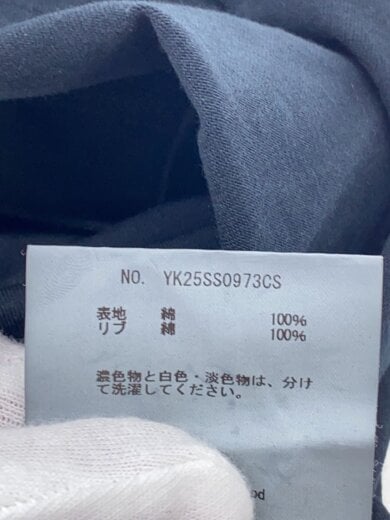 NO. YK25SS0973CS
表地 綿 100%
リブ 綿 100%
濃色物と白色・淡色物は、分け
て洗濯してください。